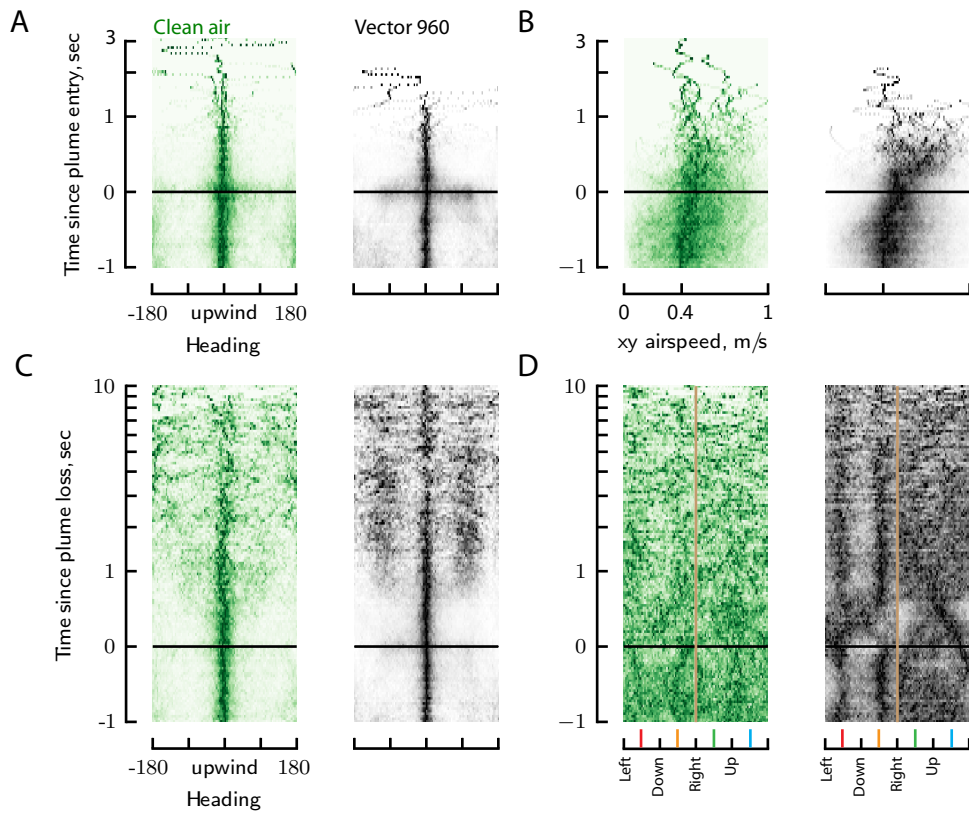 A
Clean air
Vector 960
B
Time since plume entry, sec
3
1
0
-1
3
1
0
−1
-180
upwind
180
Heading
0
0.4
1
xy airspeed, m/s
C
D
Time since plume loss, sec
10
1
0
-1
10
1
0
−1
-180
upwind
180
Heading
Left
Down
Right
Up
Left
Down
Right
Up